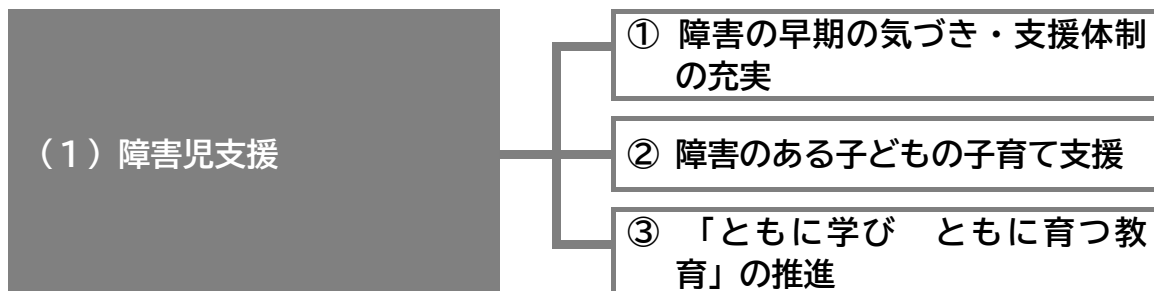 （１）障害児支援
① 障害の早期の気づき・支援体制
の充実
② 障害のある子どもの子育て支援
③ 「ともに学び　ともに育つ教
育」の推進